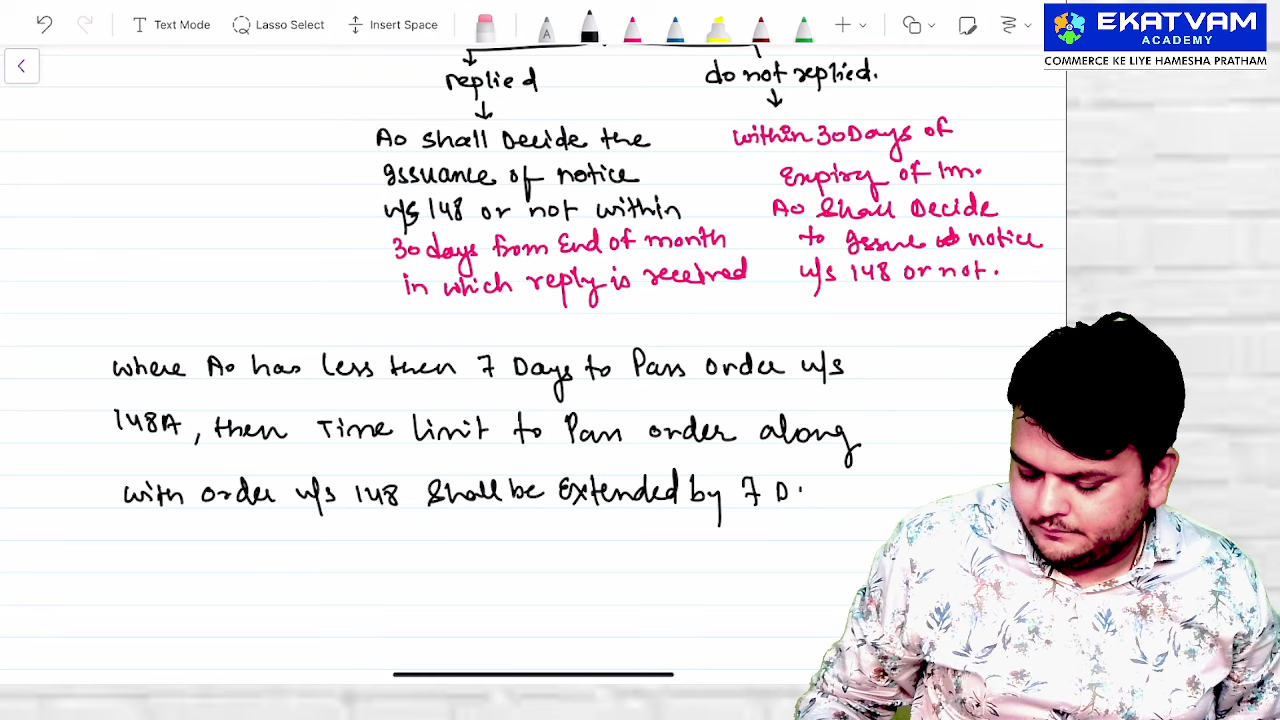 Text Mode Lasso Select Insert Space
EKATVAM
ACADEMY
COMMERCE KE LIYE HAMESHA PRATHAM
replied
do not replied.
Ao shall Decide the
issuance of notice
u/s 148 or not within
30 days from End of month
in which reply is received
within 30 Days of
Expiry of 1m.
Ao Shall Decide
to issue notice
u/s 148 or not.
where Ao has less then 7 Days to Pass order u/s
148A, then Time limit to Pass order along
with order u/s 148 Shall be Extended by 7 D.